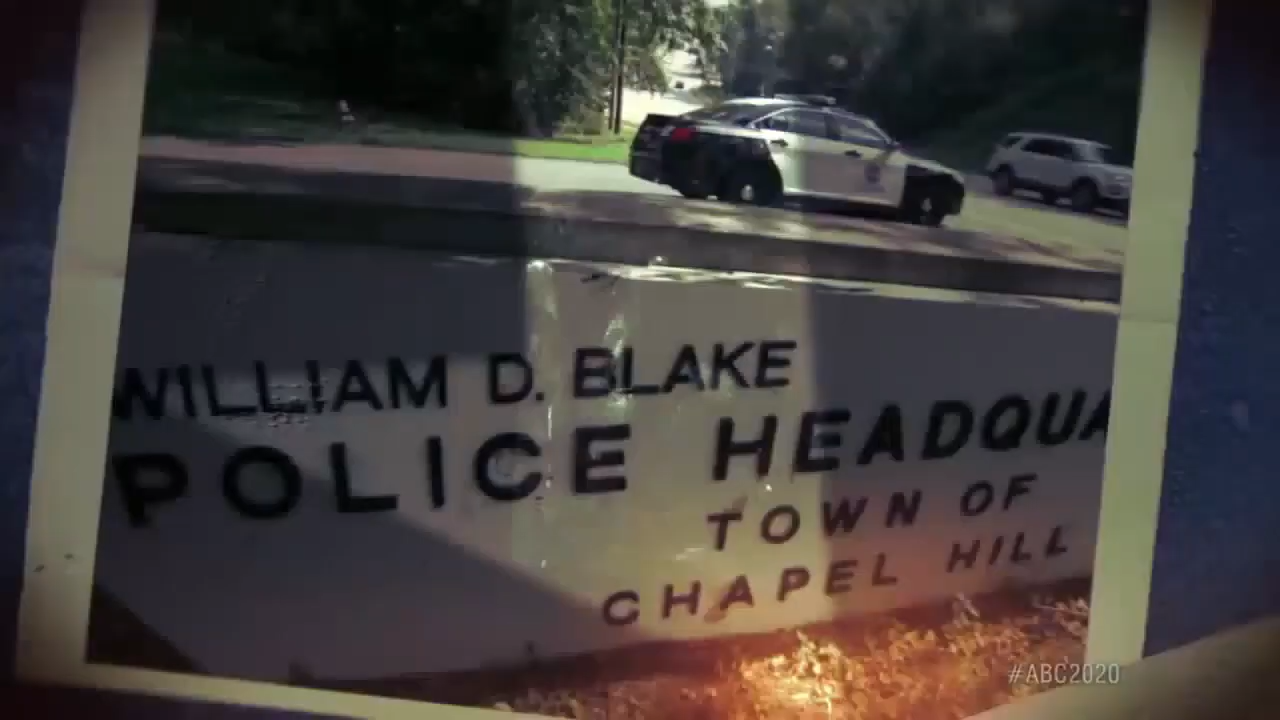 WILLIAM D. BLAKE
POLICE HEADQUA
TOWN OF
CHAPEL HILL
#ABC2020